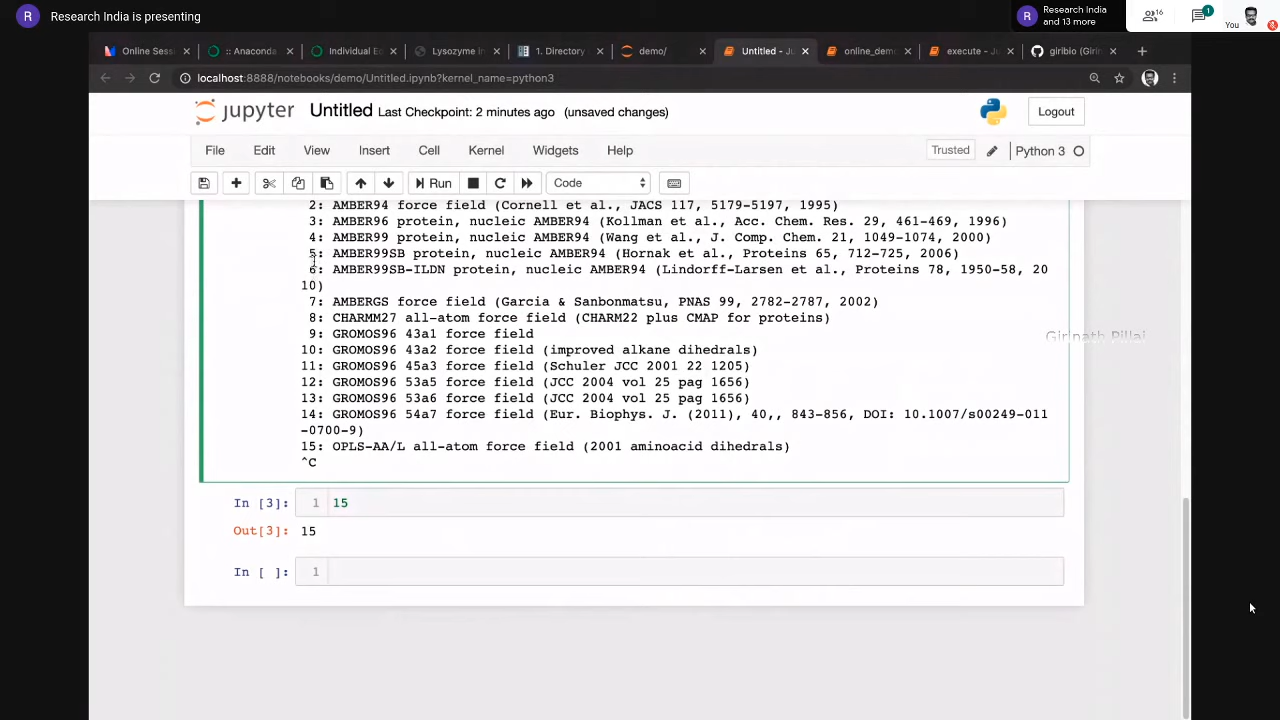 R Research India is presenting
R Research India and 13 more
16
1
You
Online Sess
:: Anaconda
Individual Ed
Lysozyme in
1. Directory
demo/
Untitled - Ju
online_demo
execute - Ju
giribio (Girin
localhost:8888/notebooks/demo/Untitled.ipynb?kernel_name=python3
jupyter Untitled Last Checkpoint: 2 minutes ago (unsaved changes)
Logout
File Edit View Insert Cell Kernel Widgets Help
Trusted
Python 3
Run
Code
2: AMBER94 force field (Cornell et al., JACS 117, 5179-5197, 1995)
3: AMBER96 protein, nucleic AMBER94 (Kollman et al., Acc. Chem. Res. 29, 461-469, 1996)
4: AMBER99 protein, nucleic AMBER94 (Wang et al., J. Comp. Chem. 21, 1049-1074, 2000)
5: AMBER99SB protein, nucleic AMBER94 (Hornak et al., Proteins 65, 712-725, 2006)
6: AMBER99SB-ILDN protein, nucleic AMBER94 (Lindorff-Larsen et al., Proteins 78, 1950-58, 20
10)
7: AMBERGS force field (Garcia & Sanbonmatsu, PNAS 99, 2782-2787, 2002)
8: CHARMM27 all-atom force field (CHARM22 plus CMAP for proteins)
9: GROMOS96 43a1 force field
10: GROMOS96 43a2 force field (improved alkane dihedrals)
11: GROMOS96 45a3 force field (Schuler JCC 2001 22 1205)
12: GROMOS96 53a5 force field (JCC 2004 vol 25 pag 1656)
13: GROMOS96 53a6 force field (JCC 2004 vol 25 pag 1656)
14: GROMOS96 54a7 force field (Eur. Biophys. J. (2011), 40,, 843-856, DOI: 10.1007/s00249-011
-0700-9)
15: OPLS-AA/L all-atom force field (2001 aminoacid dihedrals)
^C
Girinath Pillai
In [3]: 1 15
Out[3]: 15
In [ ]: 1